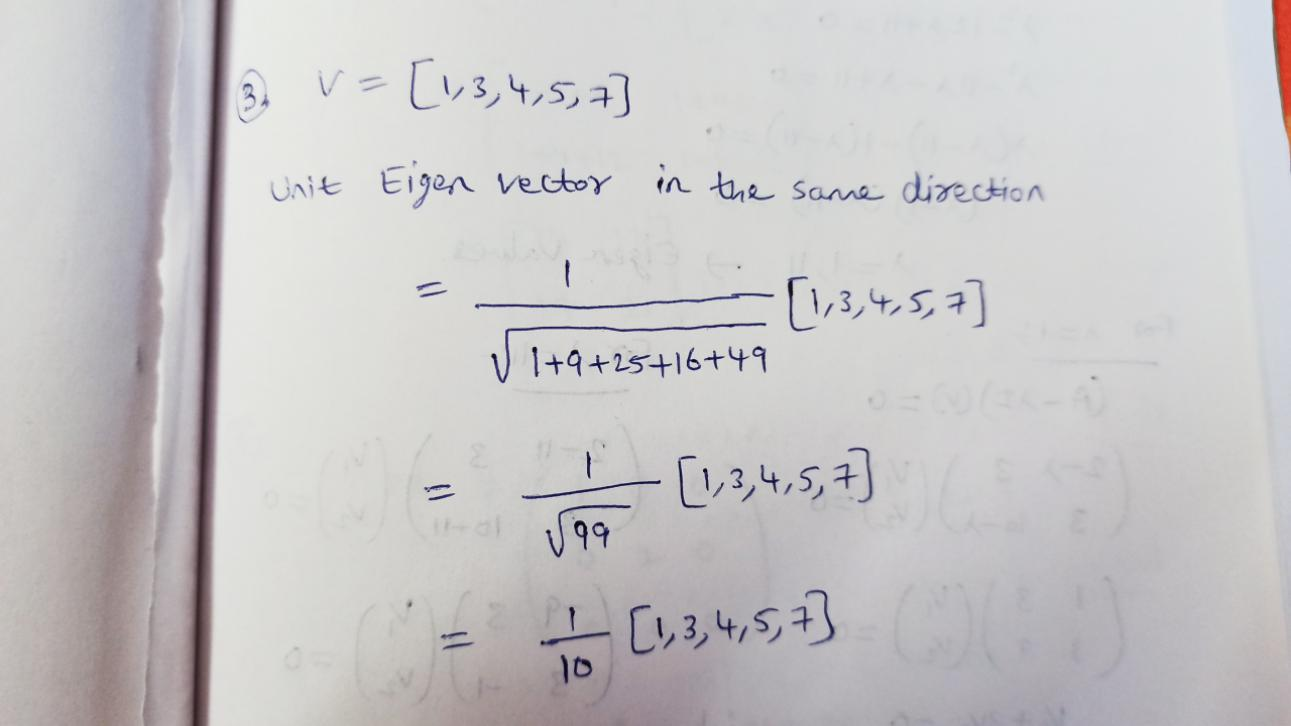 3. V = [1,3,4,5,7]
Unit Eigen vector in the same direction
= 1/√(1+9+25+16+49) [1,3,4,5,7]
= 1/√99 [1,3,4,5,7]
= 1/10 [1,3,4,5,7]